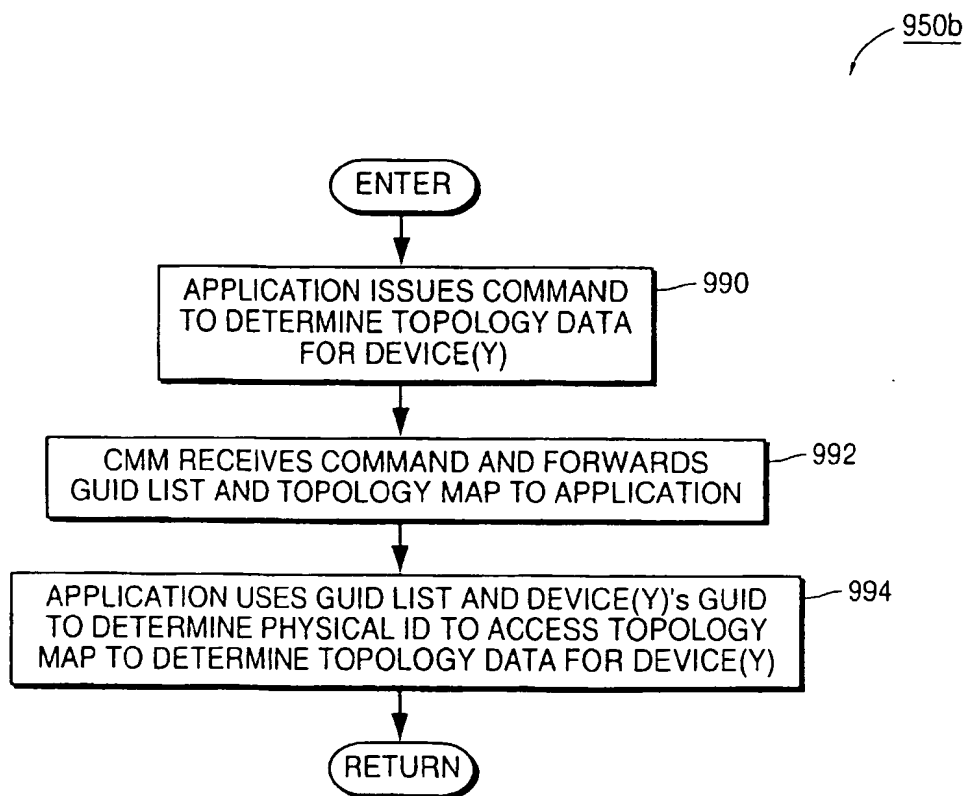 950b
ENTER
APPLICATION ISSUES COMMAND
TO DETERMINE TOPOLOGY DATA
FOR DEVICE(Y)
990
CMM RECEIVES COMMAND AND FORWARDS
GUID LIST AND TOPOLOGY MAP TO APPLICATION
992
APPLICATION USES GUID LIST AND DEVICE(Y)'s GUID
TO DETERMINE PHYSICAL ID TO ACCESS TOPOLOGY
MAP TO DETERMINE TOPOLOGY DATA FOR DEVICE(Y)
994
RETURN